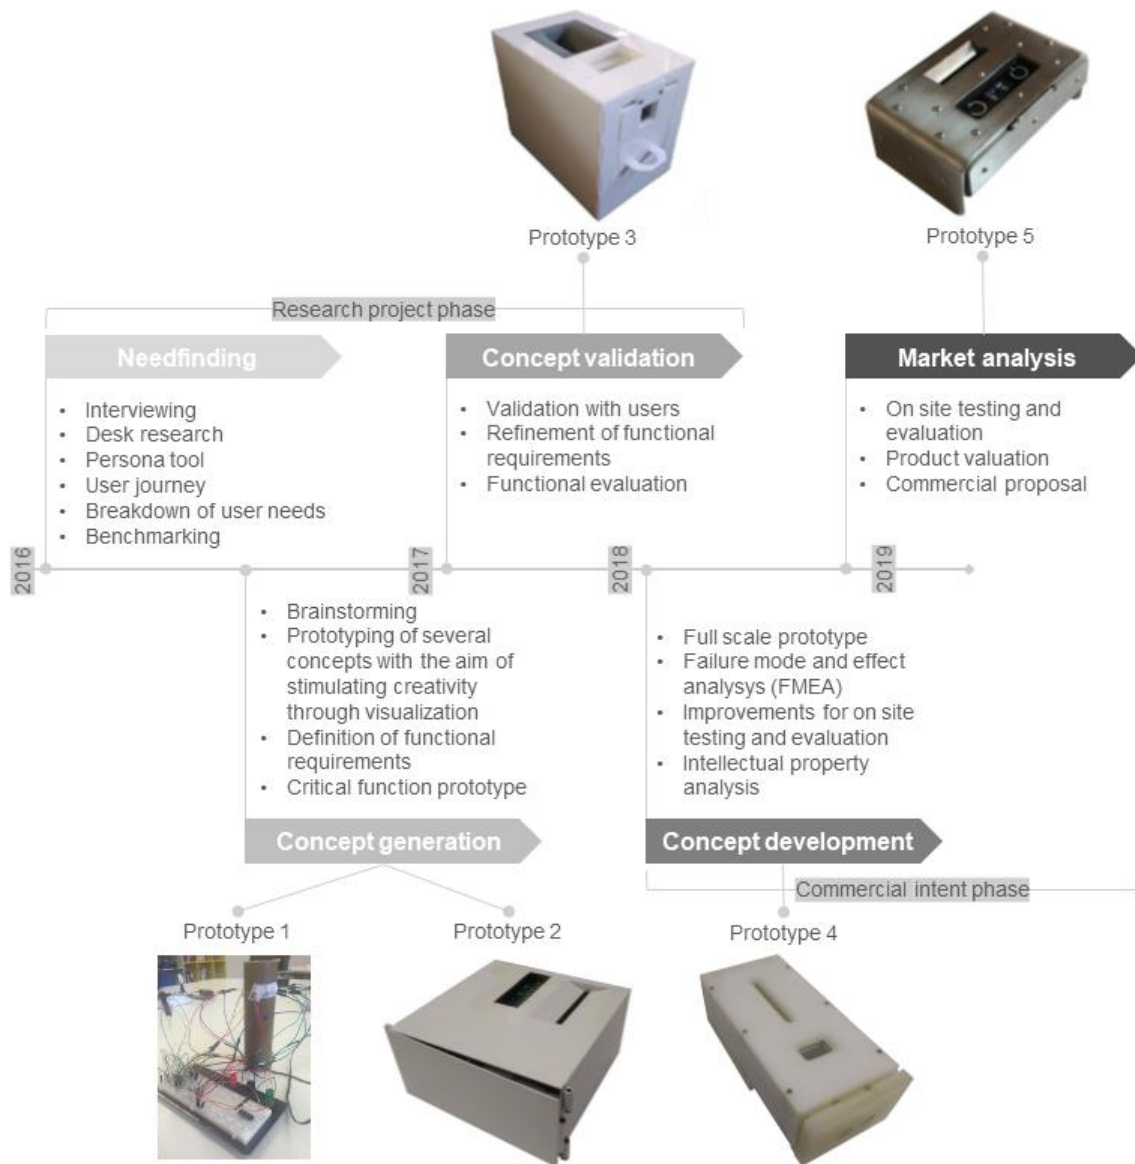 Prototype 3
Prototype 5
Research project phase
Needfinding
Concept validation
Market analysis
• Interviewing
• Desk research
• Persona tool
• User journey
• Breakdown of user needs
• Benchmarking
• Validation with users
• Refinement of functional
requirements
• Functional evaluation
• On site testing and
evaluation
• Product valuation
• Commercial proposal
2016
2017
2018
2019
• Brainstorming
• Prototyping of several
concepts with the aim of
stimulating creativity
through visualization
• Definition of functional
requirements
• Critical function prototype
• Full scale prototype
• Failure mode and effect
analysys (FMEA)
• Improvements for on site
testing and evaluation
• Intellectual property
analysis
Concept generation
Concept development
Commercial intent phase
Prototype 1
Prototype 2
Prototype 4